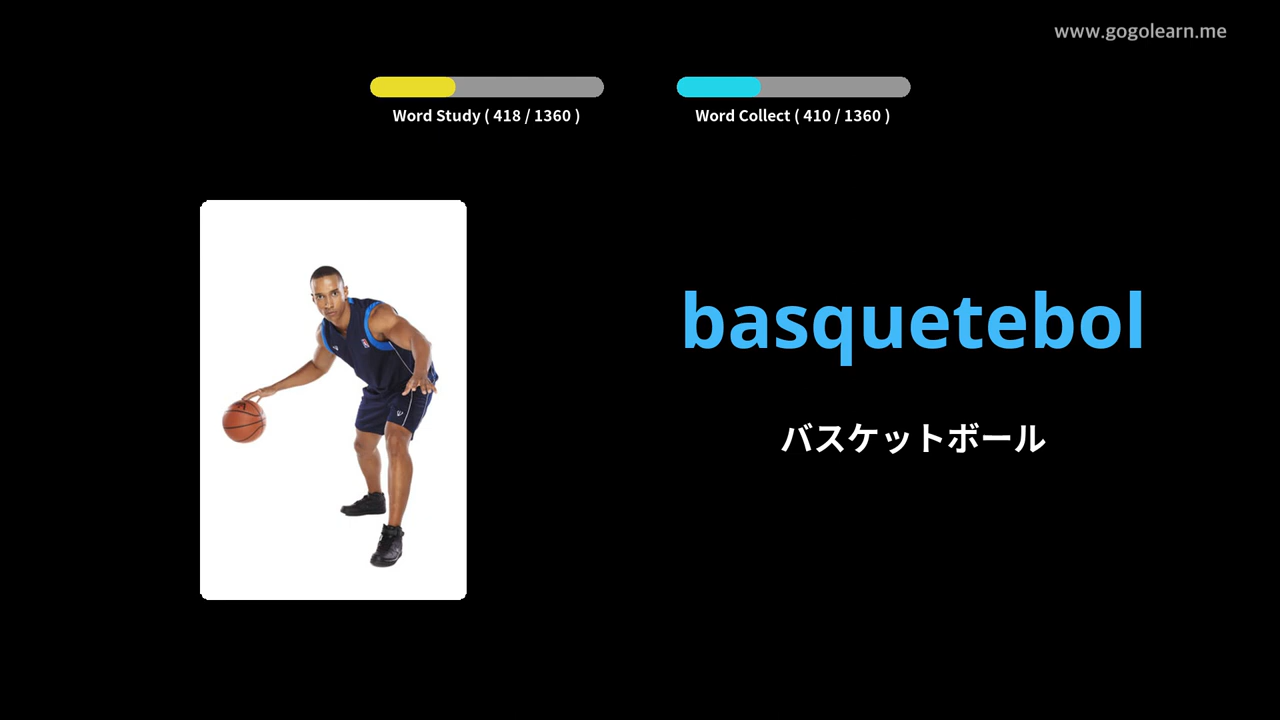 www.gogolearn.me
Word Study ( 418 / 1360 )
Word Collect ( 410 / 1360 )
basquetebol
バスケットボール